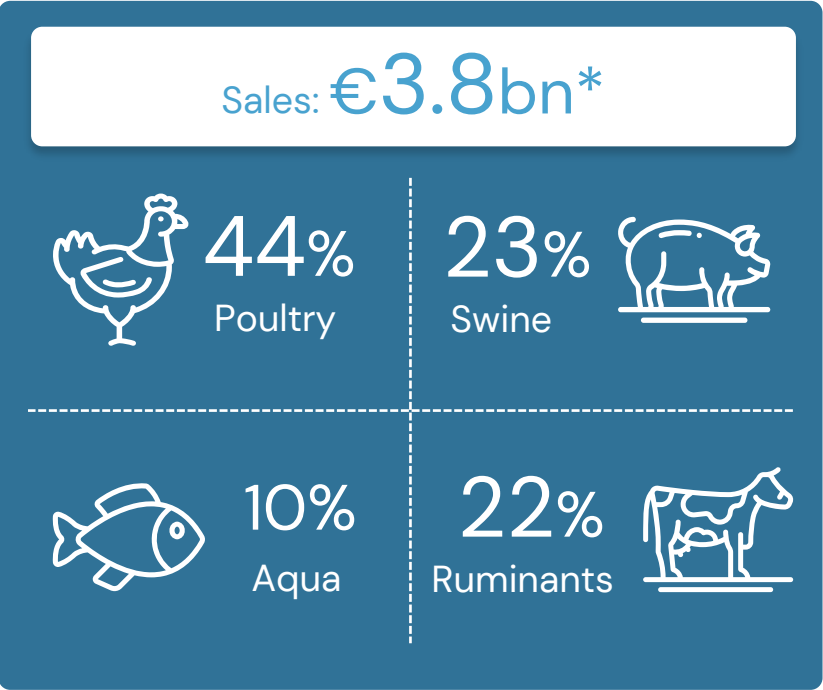 Sales: €3.8bn*
44%
Poultry
23%
Swine
10%
Aqua
22%
Ruminants